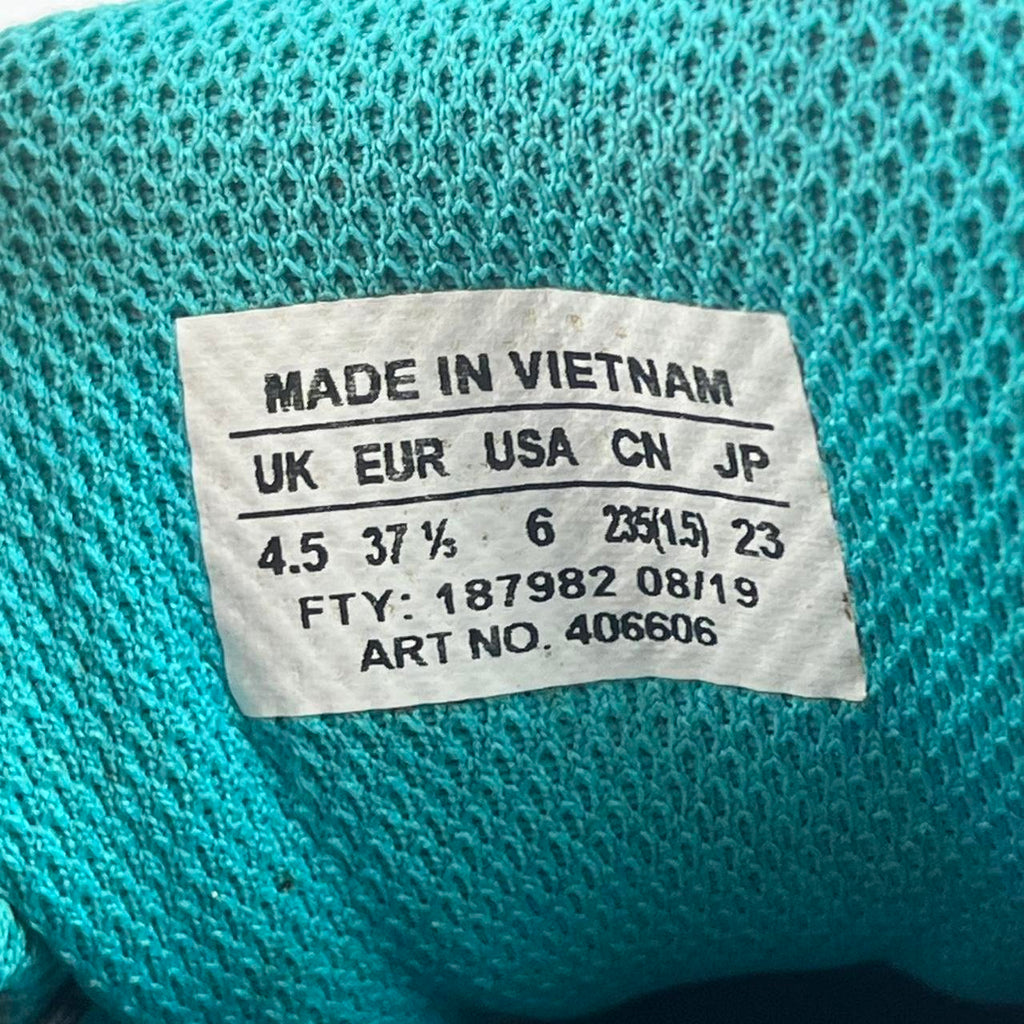 MADE IN VIETNAM
UK EUR USA CN JP
4.5 37 ⅓ 6 235(1.5) 23
FTY: 187982 08/19
ART NO. 406606